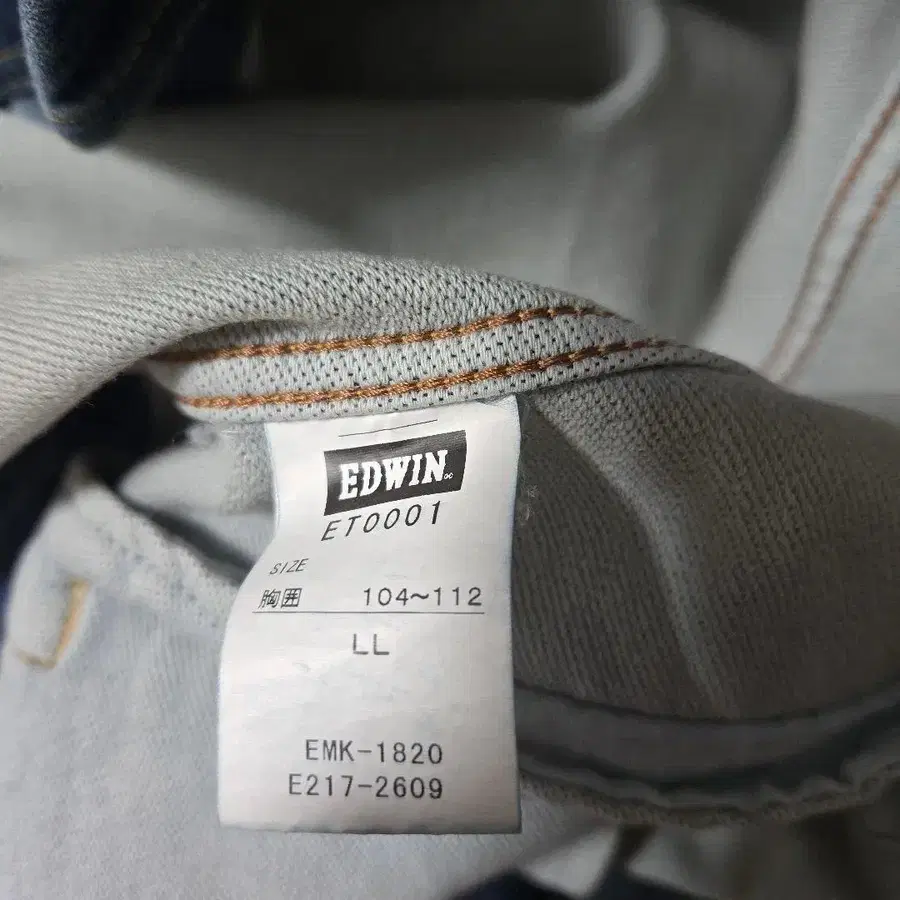 EDWIN
ET0001
SIZE
胸囲 104~112
LL
EMK-1820
E217-2609